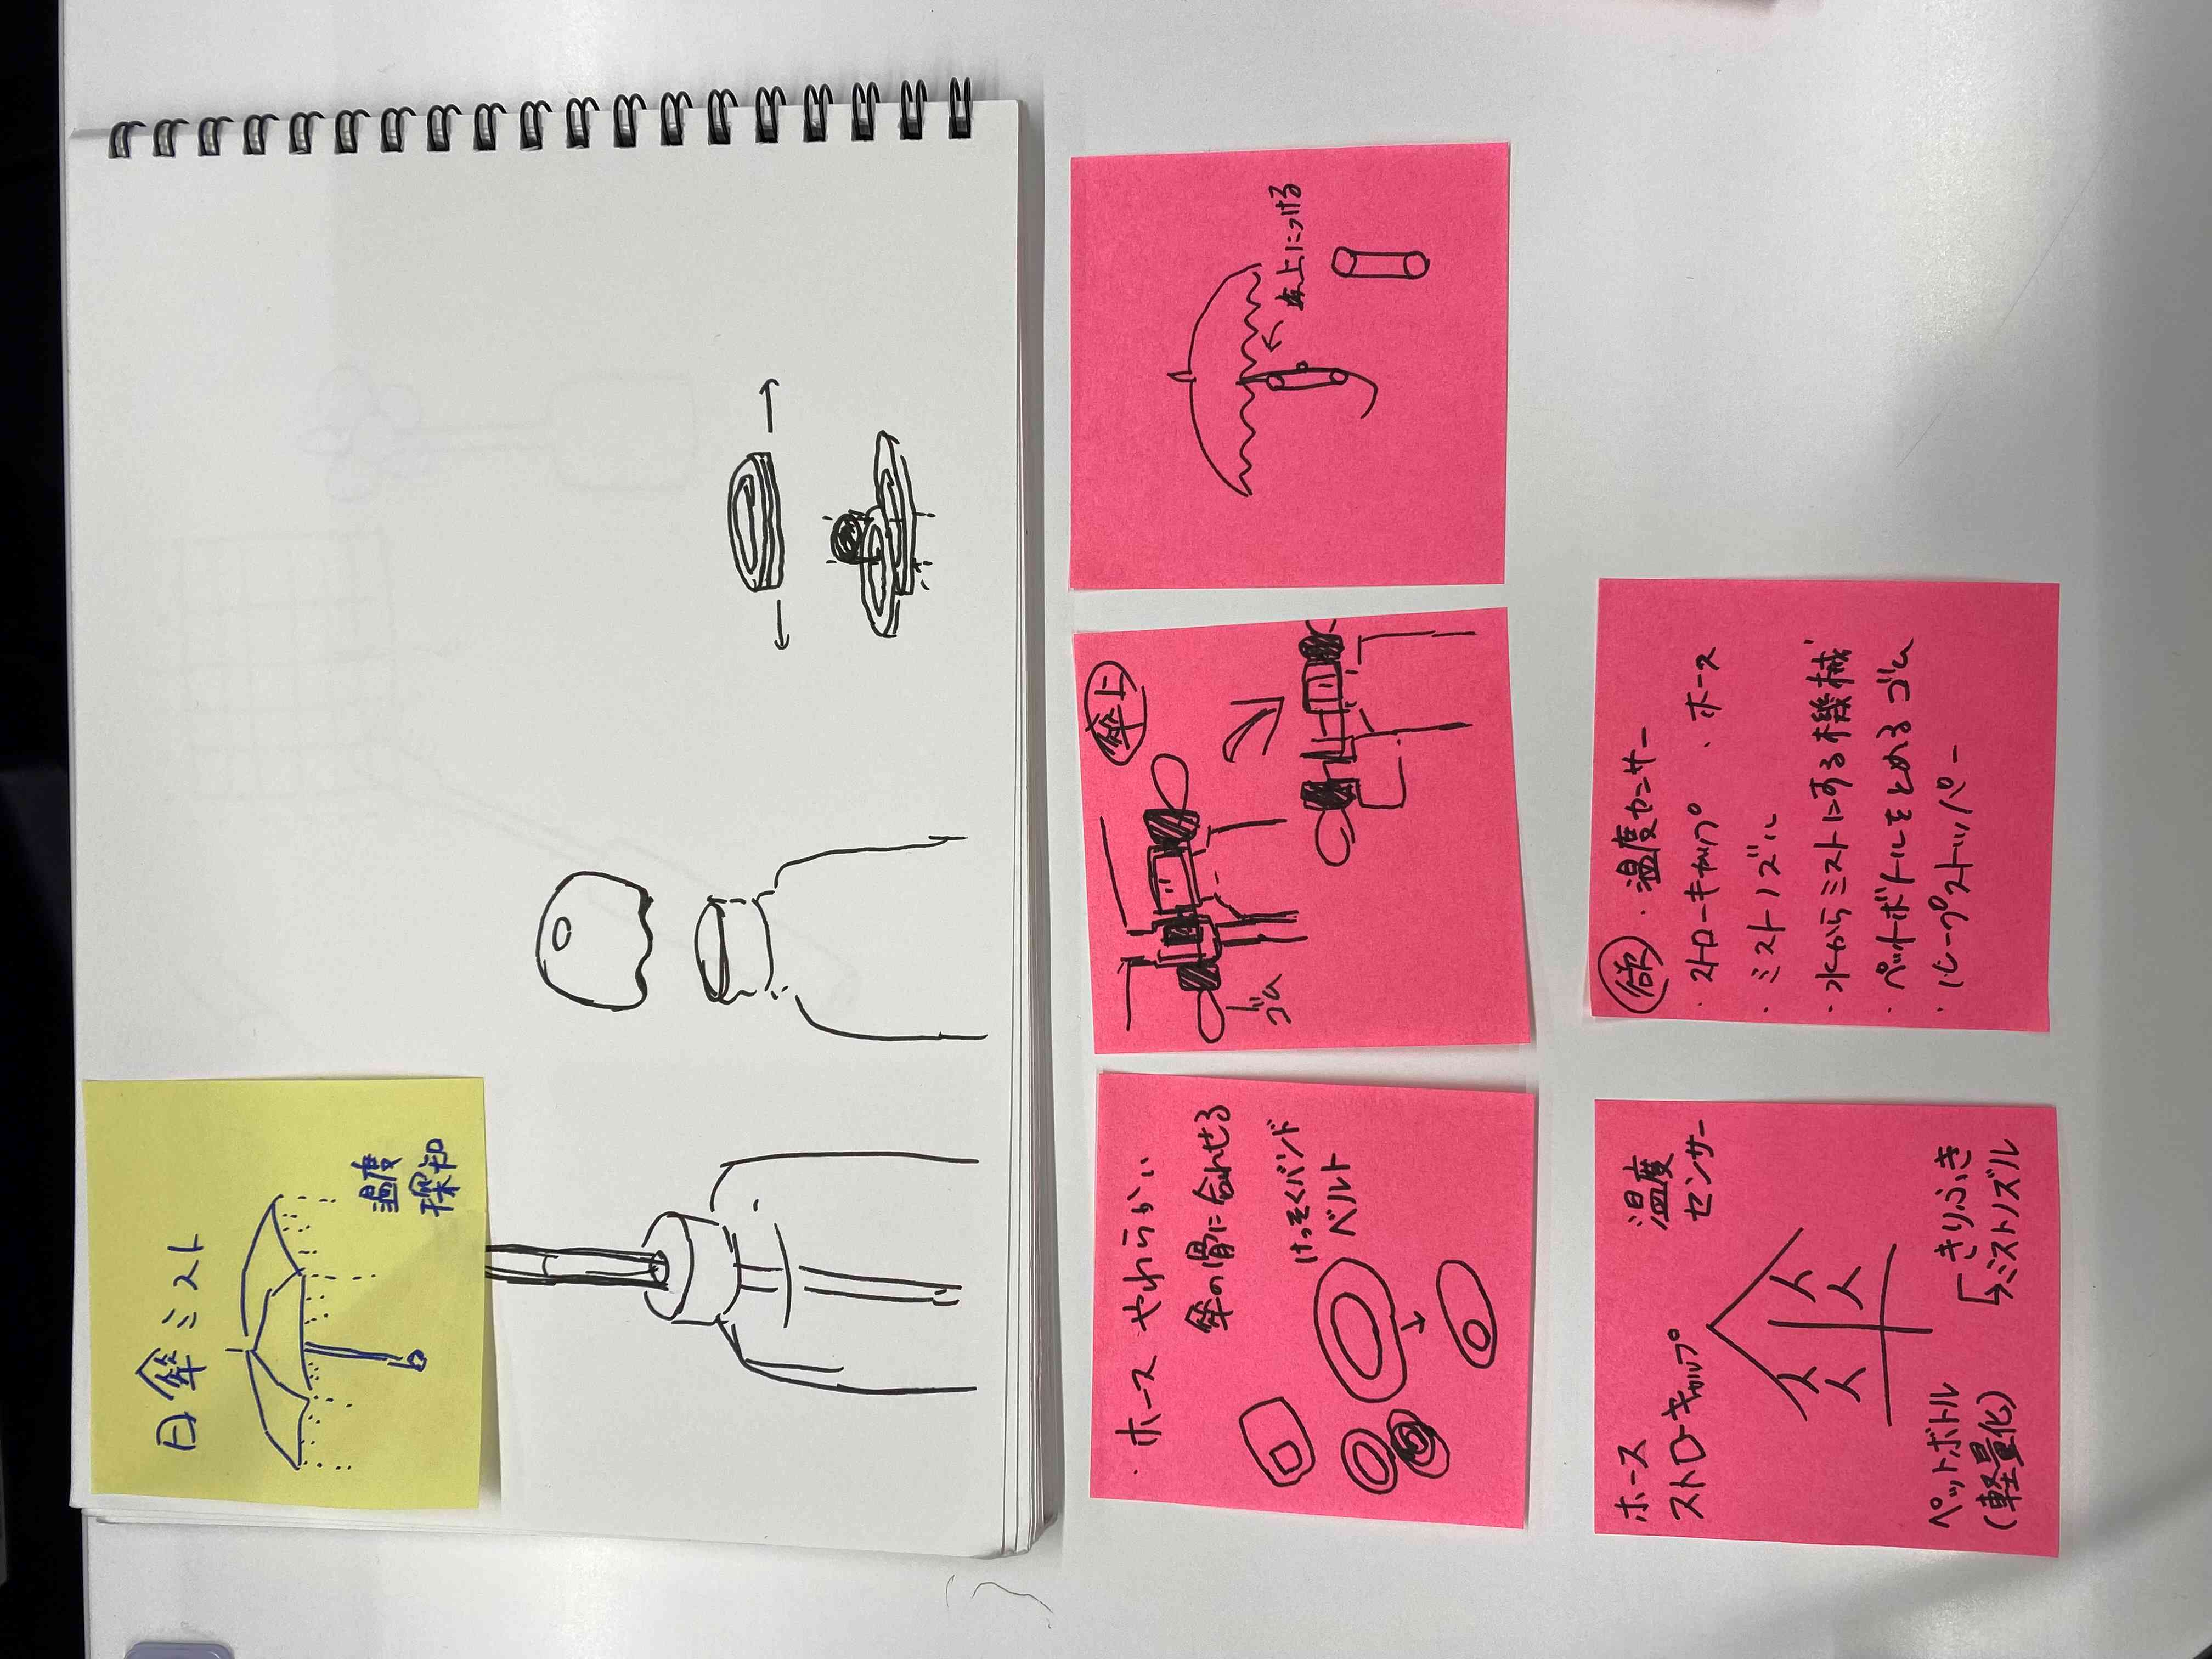 日傘ミスト
温度
探知
・ホース やわらかい
傘の骨に合わせる
けっそくバンド
ベルト
傘上
ゴム
上につける
ホース
ストローキャップ
温度
センサー
ペットボトル
(軽量化)
きりふき
ミストノズル
欲 ・温度センサー
・ストローキャップ ・ホース
・ミストノズル
・水からミストにする機械
・ペットボトルをとめるゴム
・ループストッパー